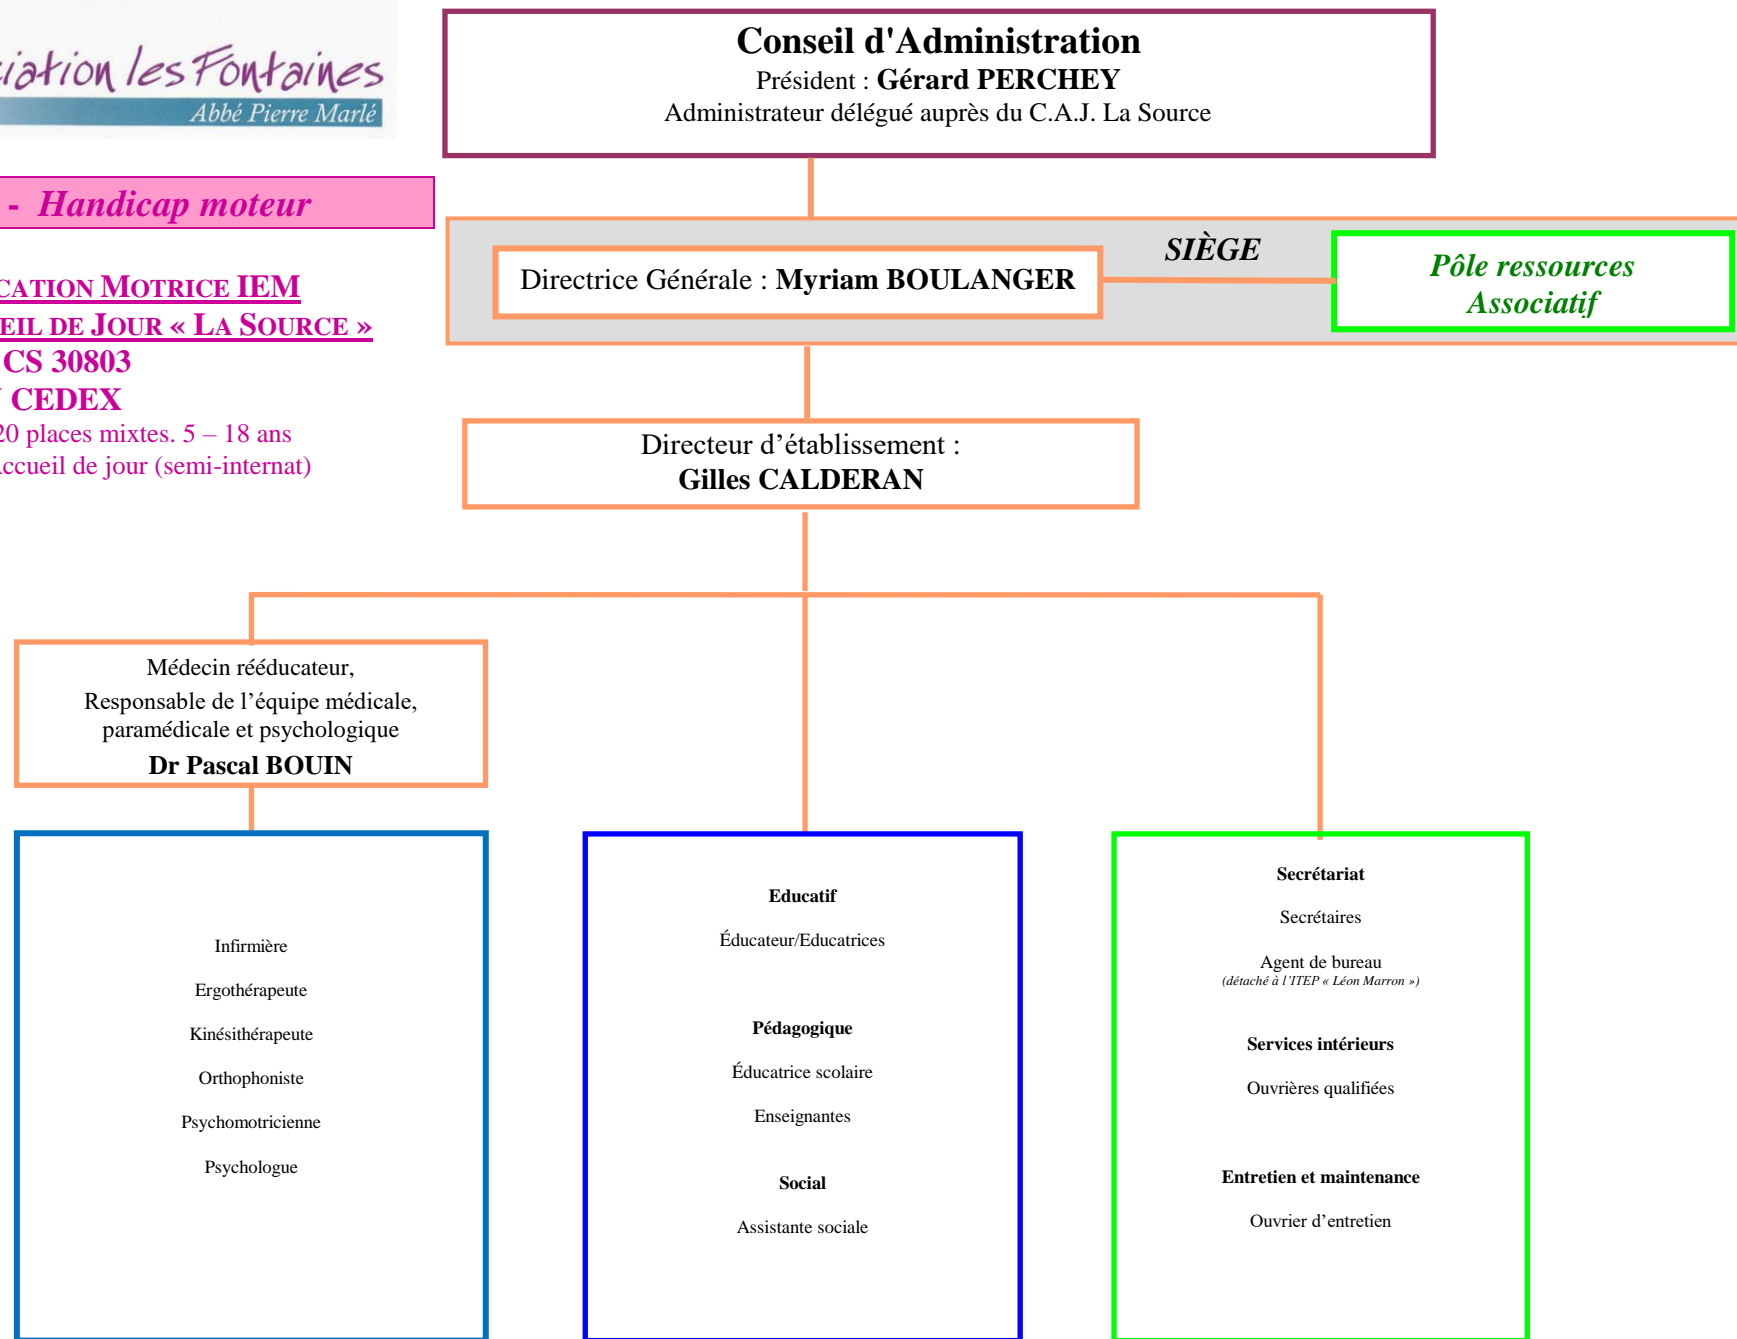 ciation les Fontaines
Abbé Pierre Marlé
Conseil d'Administration
Président : Gérard PERCHEY
Administrateur délégué auprès du C.A.J. La Source
- Handicap moteur
CATION MOTRICE IEM
EIL DE JOUR « LA SOURCE »
CS 30803
CEDEX
20 places mixtes. 5 – 18 ans
Accueil de jour (semi-internat)
SIÈGE
Directrice Générale : Myriam BOULANGER
Pôle ressources
Associatif
Directeur d’établissement :
Gilles CALDERAN
Médecin rééducateur,
Responsable de l’équipe médicale,
paramédicale et psychologique
Dr Pascal BOUIN
Infirmière
Ergothérapeute
Kinésithérapeute
Orthophoniste
Psychomotricienne
Psychologue
Educatif
Éducateur/Educatrices
Pédagogique
Éducatrice scolaire
Enseignantes
Social
Assistante sociale
Secrétariat
Secrétaires
Agent de bureau
(détaché à l’ITEP « Léon Marron »)
Services intérieurs
Ouvrières qualifiées
Entretien et maintenance
Ouvrier d’entretien